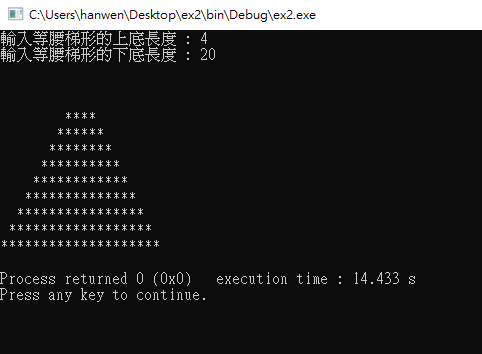 C:\Users\hanwen\Desktop\ex2\bin\Debug\ex2.exe
輸入等腰梯形的上底長度 : 4
輸入等腰梯形的下底長度 : 20
        ****
       ******
      ********
     **********
    ************
   **************
  ****************
 ******************
********************
Process returned 0 (0x0)   execution time : 14.433 s
Press any key to continue.